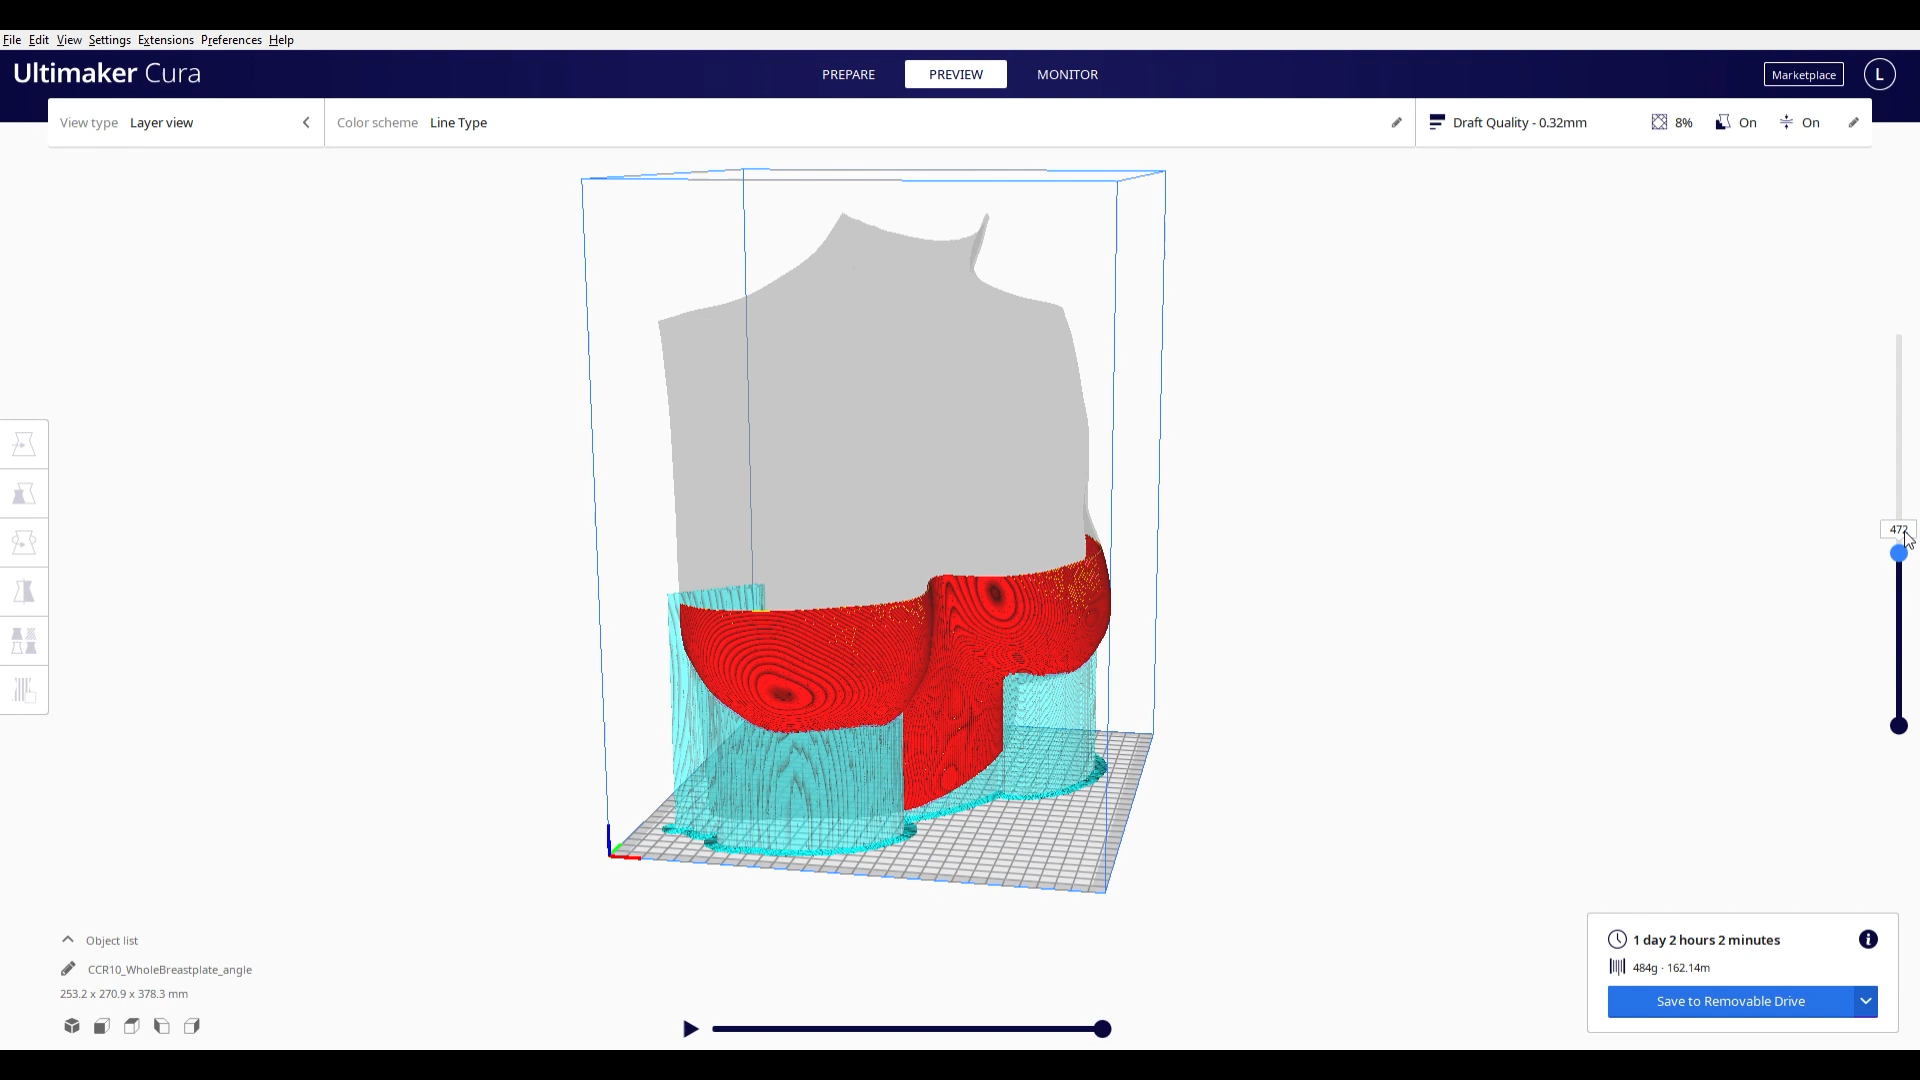 File Edit View Settings Extensions Preferences Help
Ultimaker Cura
PREPARE PREVIEW MONITOR
Marketplace L
View type Layer view
Color scheme Line Type
Draft Quality - 0.32mm 8% On On
472
Object list
CCR10_WholeBreastplate_angle
253.2 x 270.9 x 378.3 mm
1 day 2 hours 2 minutes
484g · 162.14m
Save to Removable Drive